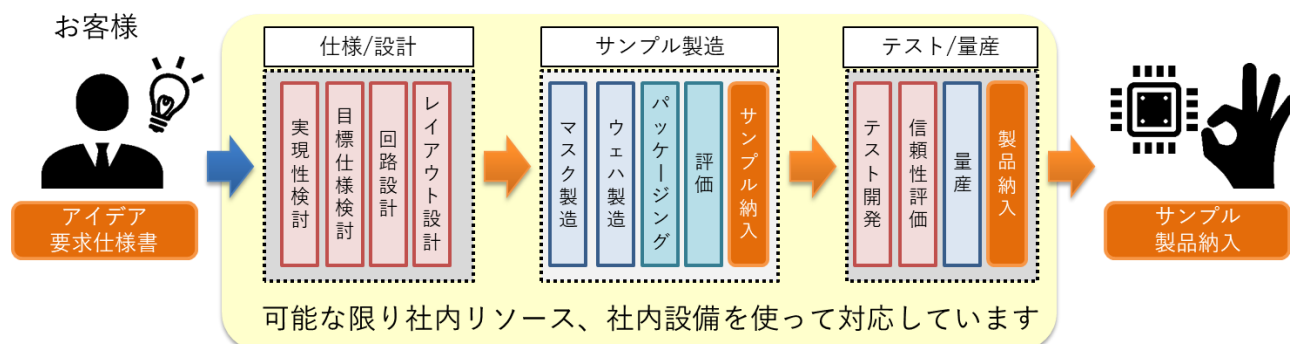 お客様
アイデア
要求仕様書
仕様/設計
実現性検討
目標仕様検討
回路設計
レイアウト設計
サンプル製造
マスク製造
ウェハ製造
パッケージング
評価
サンプル納入
テスト/量産
テスト開発
信頼性評価
量産
製品納入
サンプル
製品納入
可能な限り社内リソース、社内設備を使って対応しています